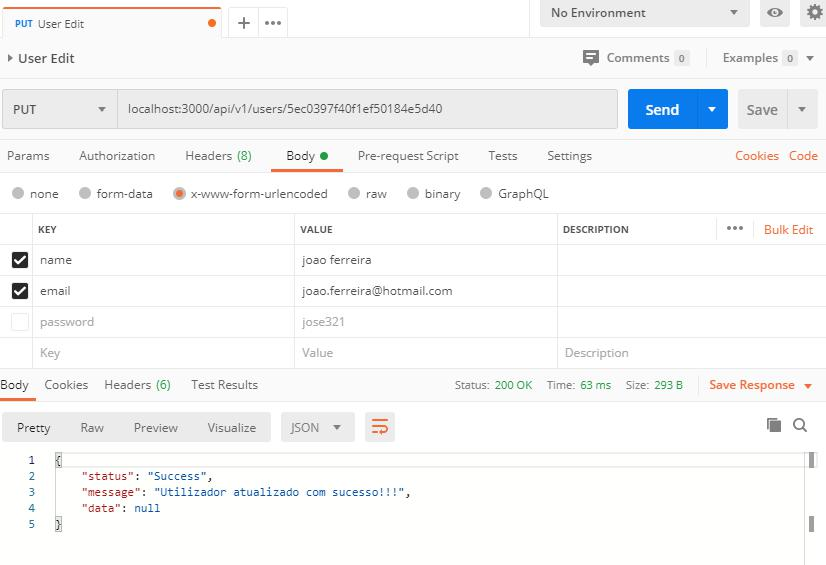 PUT User Edit
No Environment
User Edit
Comments 0
Examples 0
PUT
localhost:3000/api/v1/users/5ec0397f40f1ef50184e5d40
Send
Save
Params Authorization Headers (8) Body Pre-request Script Tests Settings Cookies Code
none form-data x-www-form-urlencoded raw binary GraphQL
KEY VALUE DESCRIPTION Bulk Edit
name joao ferreira
email joao.ferreira@hotmail.com
password jose321
Key Value Description
Body Cookies Headers (6) Test Results Status: 200 OK Time: 63 ms Size: 293 B Save Response
Pretty Raw Preview Visualize JSON
1 {
2 "status": "Success",
3 "message": "Utilizador atualizado com sucesso!!!",
4 "data": null
5 }